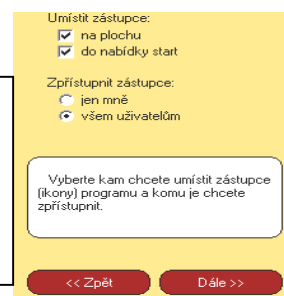 Umístit zástupce:
na plochu
do nabídky start
Zpřístupnit zástupce:
jen mně
všem uživatelům
Vyberte kam chcete umístit zástupce
(ikony) programu a komu je chcete
zpřístupnit.
<< Zpět
Dále >>